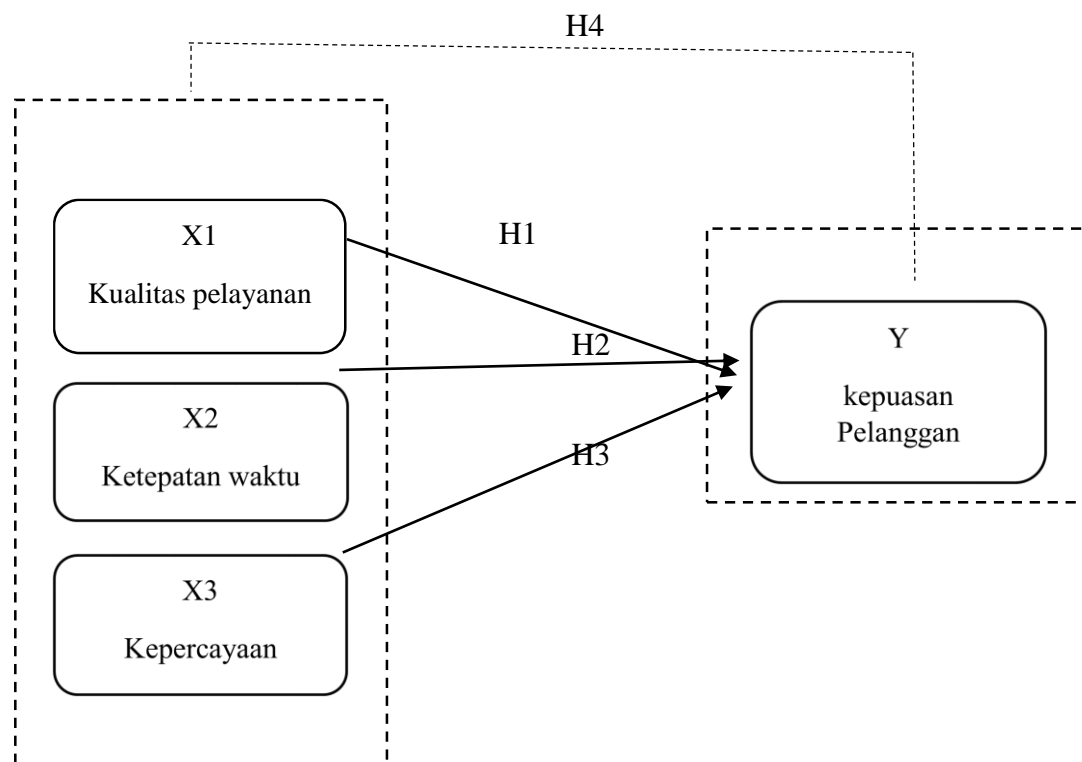 H4
X1
Kualitas pelayanan
H1
H2
X2
Ketepatan waktu
H3
X3
Kepercayaan
Y
kepuasan
Pelanggan